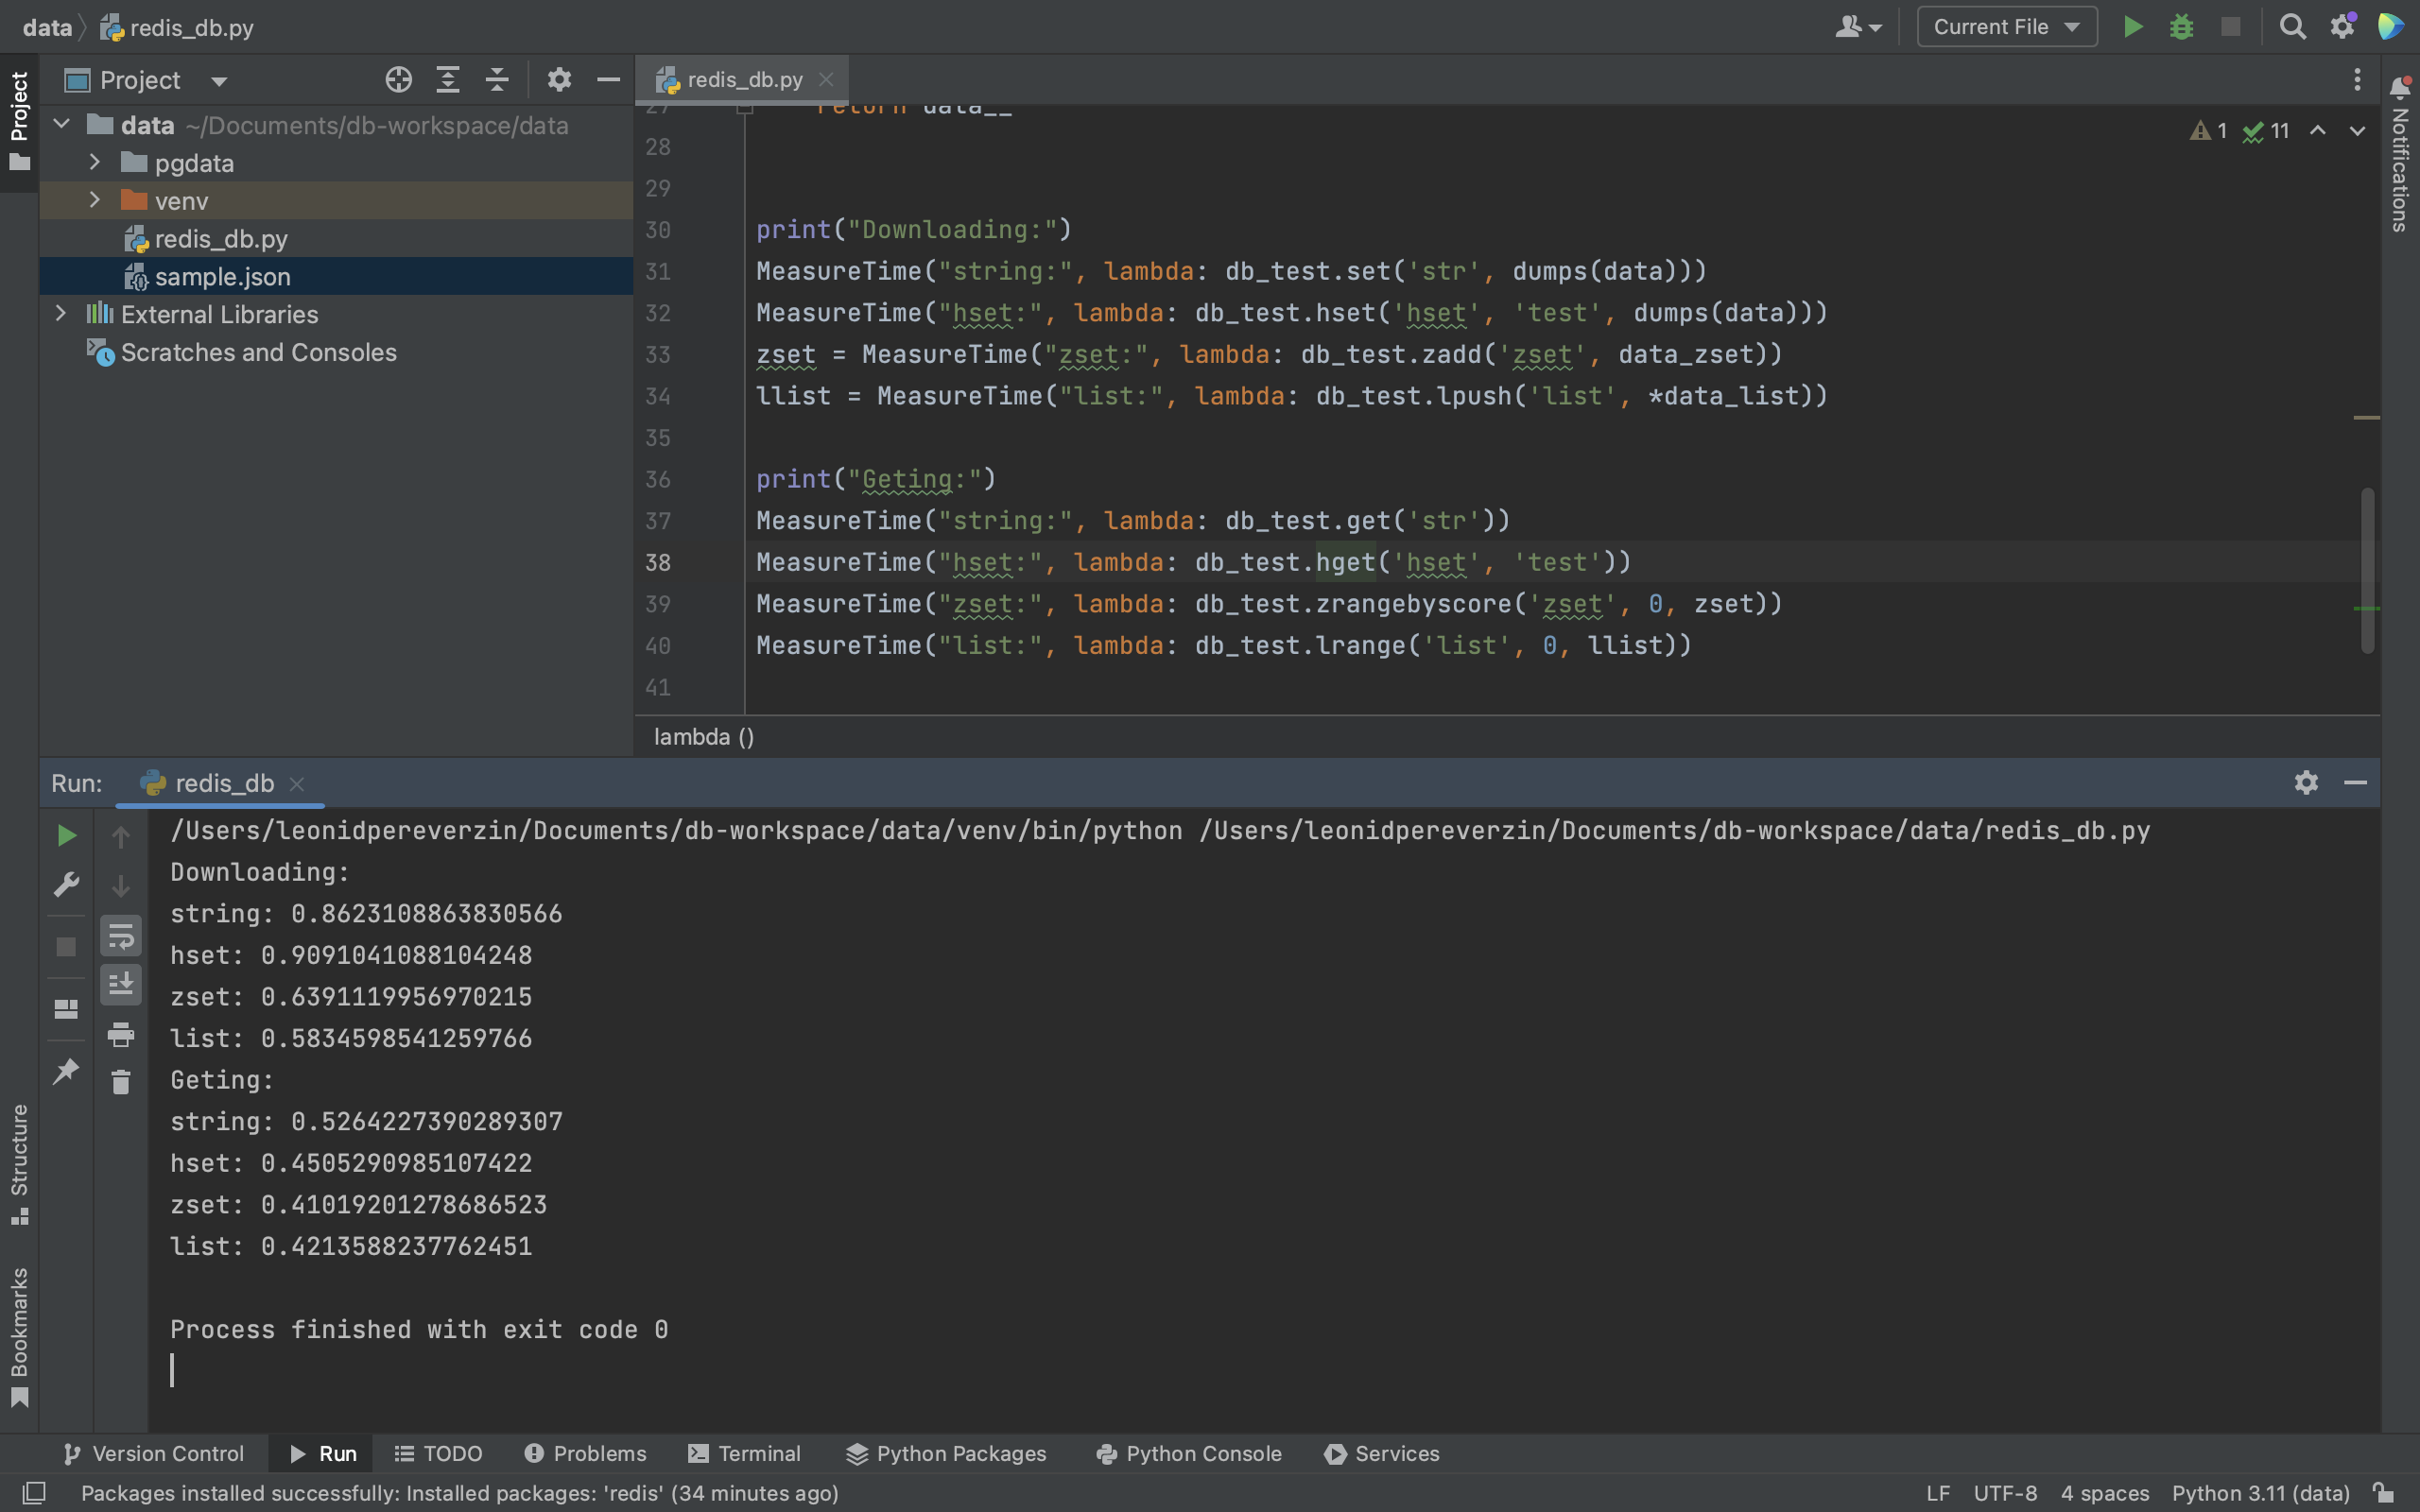 data redis_db.py
Current File
Project
data ~/Documents/db-workspace/data
pgdata
venv
redis_db.py
sample.json
External Libraries
Scratches and Consoles
Project
Structure
Bookmarks
Notifications
redis_db.py
1 11
27 return data__
28
29
30 print("Downloading:")
31 MeasureTime("string:", lambda: db_test.set('str', dumps(data)))
32 MeasureTime("hset:", lambda: db_test.hset('hset', 'test', dumps(data)))
33 zset = MeasureTime("zset:", lambda: db_test.zadd('zset', data_zset))
34 llist = MeasureTime("list:", lambda: db_test.lpush('list', *data_list))
35
36 print("Geting:")
37 MeasureTime("string:", lambda: db_test.get('str'))
38 MeasureTime("hset:", lambda: db_test.hget('hset', 'test'))
39 MeasureTime("zset:", lambda: db_test.zrangebyscore('zset', 0, zset))
40 MeasureTime("list:", lambda: db_test.lrange('list', 0, llist))
41
lambda ()
Run: redis_db
/Users/leonidpereverzin/Documents/db-workspace/data/venv/bin/python /Users/leonidpereverzin/Documents/db-workspace/data/redis_db.py
Downloading:
string: 0.8623108863830566
hset: 0.9091041088104248
zset: 0.6391119956970215
list: 0.5834598541259766
Geting:
string: 0.5264227390289307
hset: 0.4505290985107422
zset: 0.41019201278686523
list: 0.4213588237762451
Process finished with exit code 0
Version Control Run TODO Problems Terminal Python Packages Python Console Services
Packages installed successfully: Installed packages: 'redis' (34 minutes ago) LF UTF-8 4 spaces Python 3.11 (data)